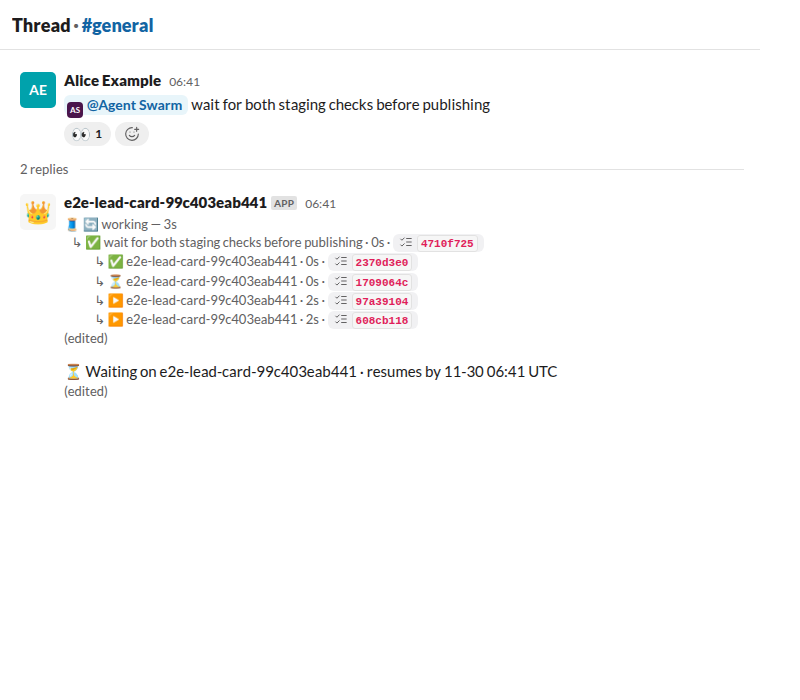 Thread • #general
AE
Alice Example 06:41
AS @Agent Swarm wait for both staging checks before publishing
👀 1
2 replies
e2e-lead-card-99c403eab441 APP 06:41
🧵 🔄 working — 3s
↳ ✅ wait for both staging checks before publishing · 0s · 4710f725
↳ ✅ e2e-lead-card-99c403eab441 · 0s · 2370d3e0
↳ ⏳ e2e-lead-card-99c403eab441 · 0s · 1709064c
↳ ▶️ e2e-lead-card-99c403eab441 · 2s · 97a39104
↳ ▶️ e2e-lead-card-99c403eab441 · 2s · 608cb118
(edited)
⏳ Waiting on e2e-lead-card-99c403eab441 · resumes by 11-30 06:41 UTC
(edited)